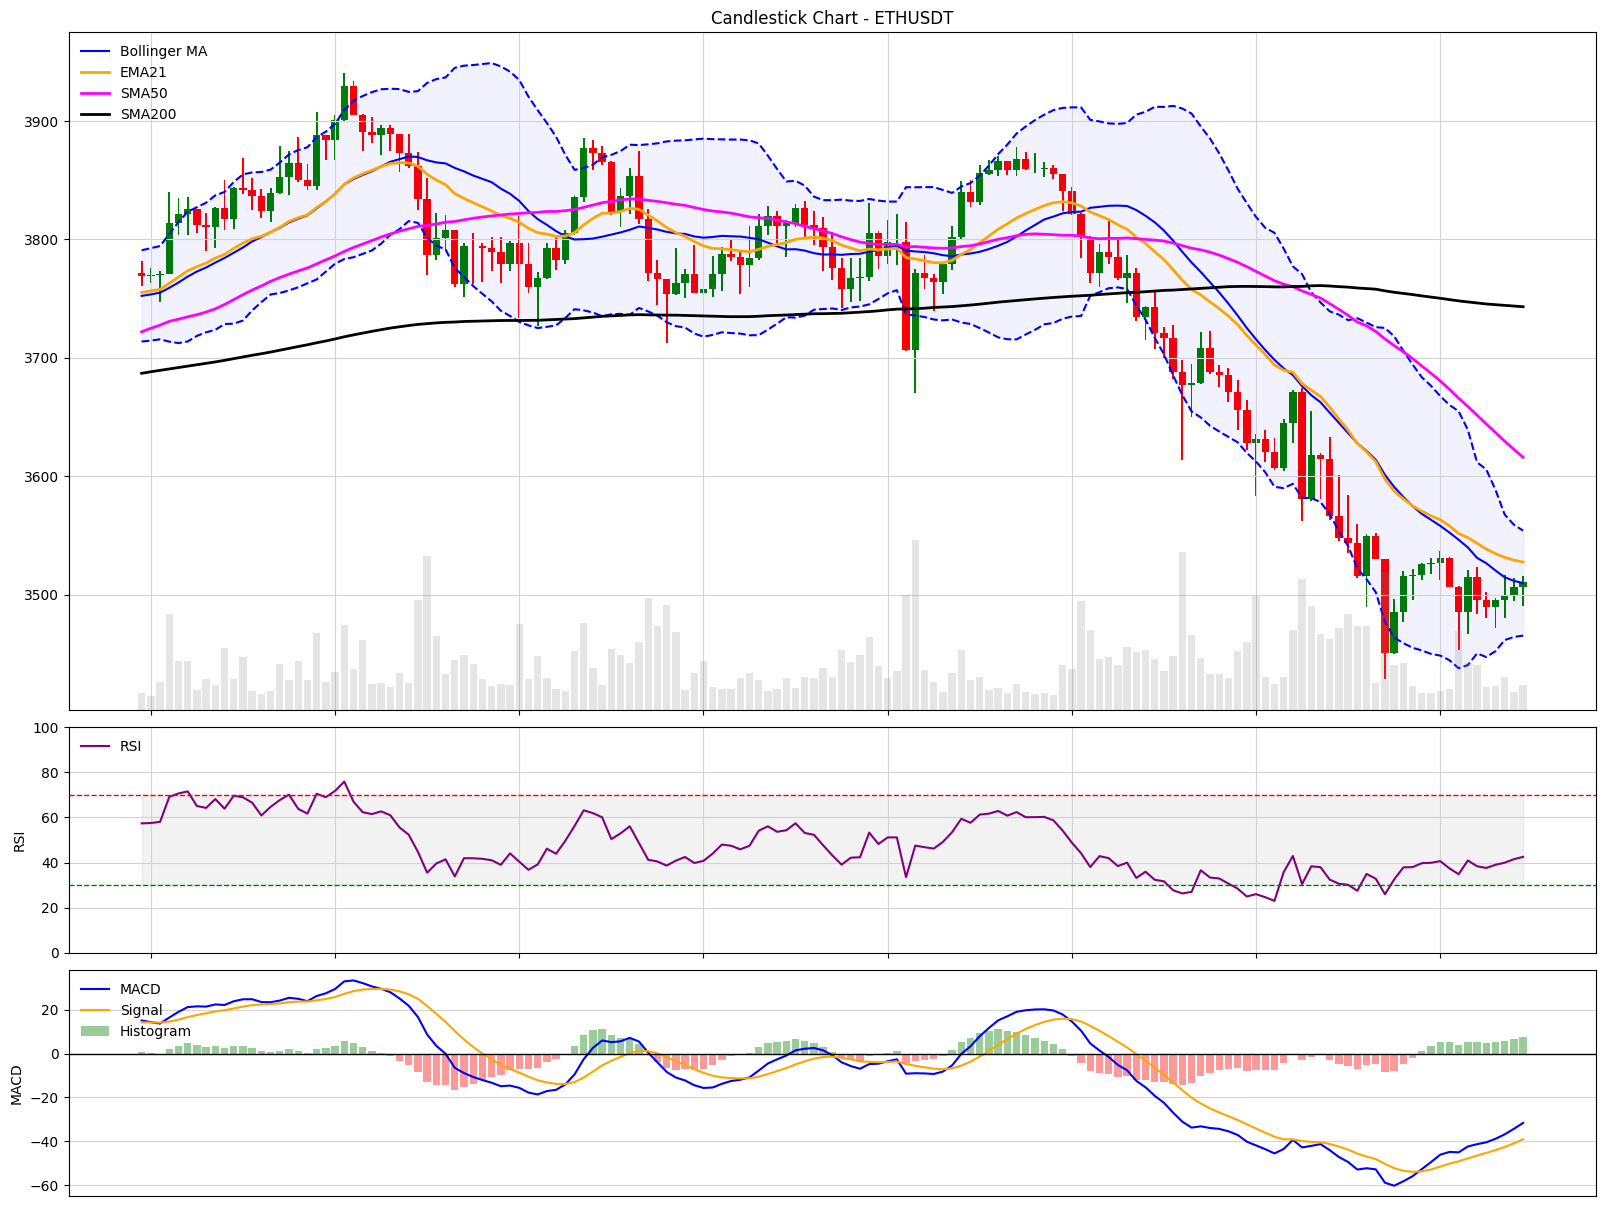 Candlestick Chart - ETHUSDT
Bollinger MA
EMA21
SMA50
SMA200
3900
3800
3700
3600
3500
RSI
100
80
60
40
20
0
RSI
MACD
Signal
Histogram
20
0
−20
−40
−60
MACD